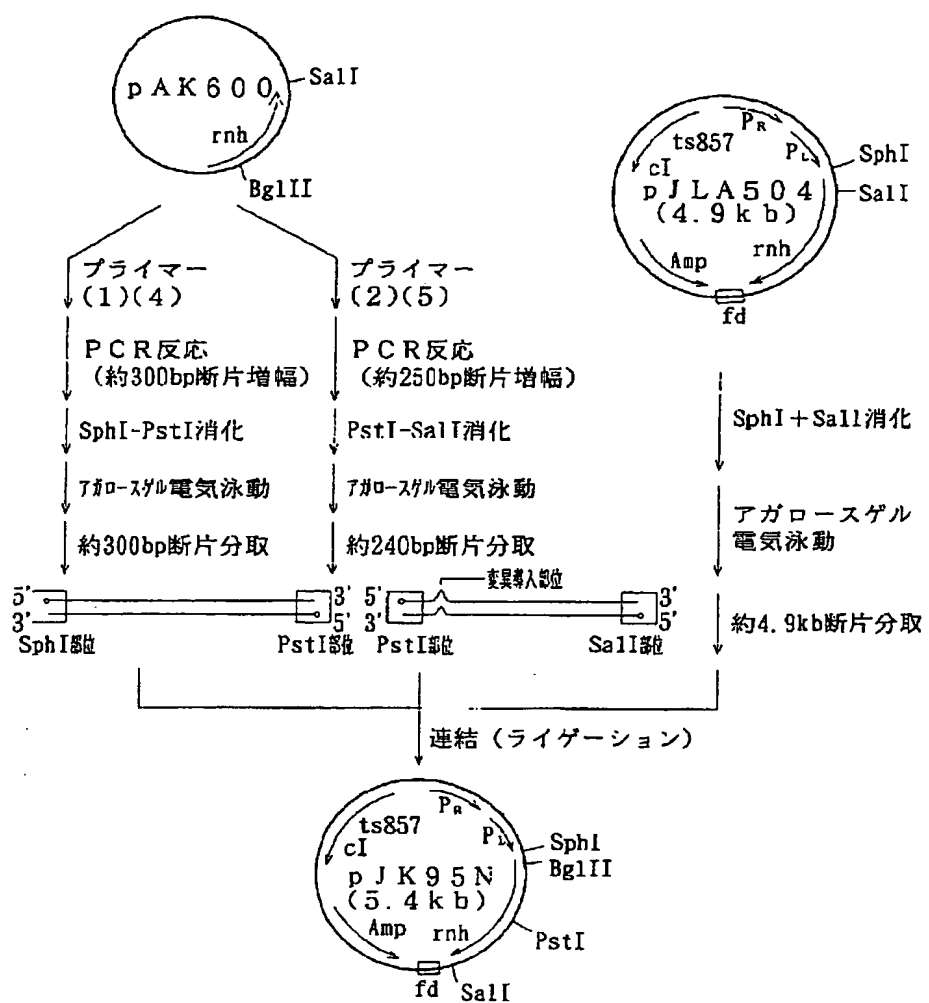 pAK600
SalI
rnh
BglII
PR
ts857
PL
SphI
cI
pJLA504
SalI
(4.9kb)
Amp
rnh
fd
プライマー
(1)(4)
プライマー
(2)(5)
PCR反応
(約300bp断片増幅)
PCR反応
(約250bp断片増幅)
SphI-PstI消化
PstI-SalI消化
SphI+SalI消化
アガロースゲル電気泳動
アガロースゲル電気泳動
アガロースゲル
電気泳動
約300bp断片分取
約240bp断片分取
約4.9kb断片分取
変異導入部位
5' 3' 5' 3'
3' 5' 3' 5'
SphI部位 PstI部位 PstI部位 SalI部位
連結(ライゲーション)
PR
ts857
PL
SphI
cI
BglII
pJK95N
(5.4kb)
Amp
rnh
PstI
fd
SalI